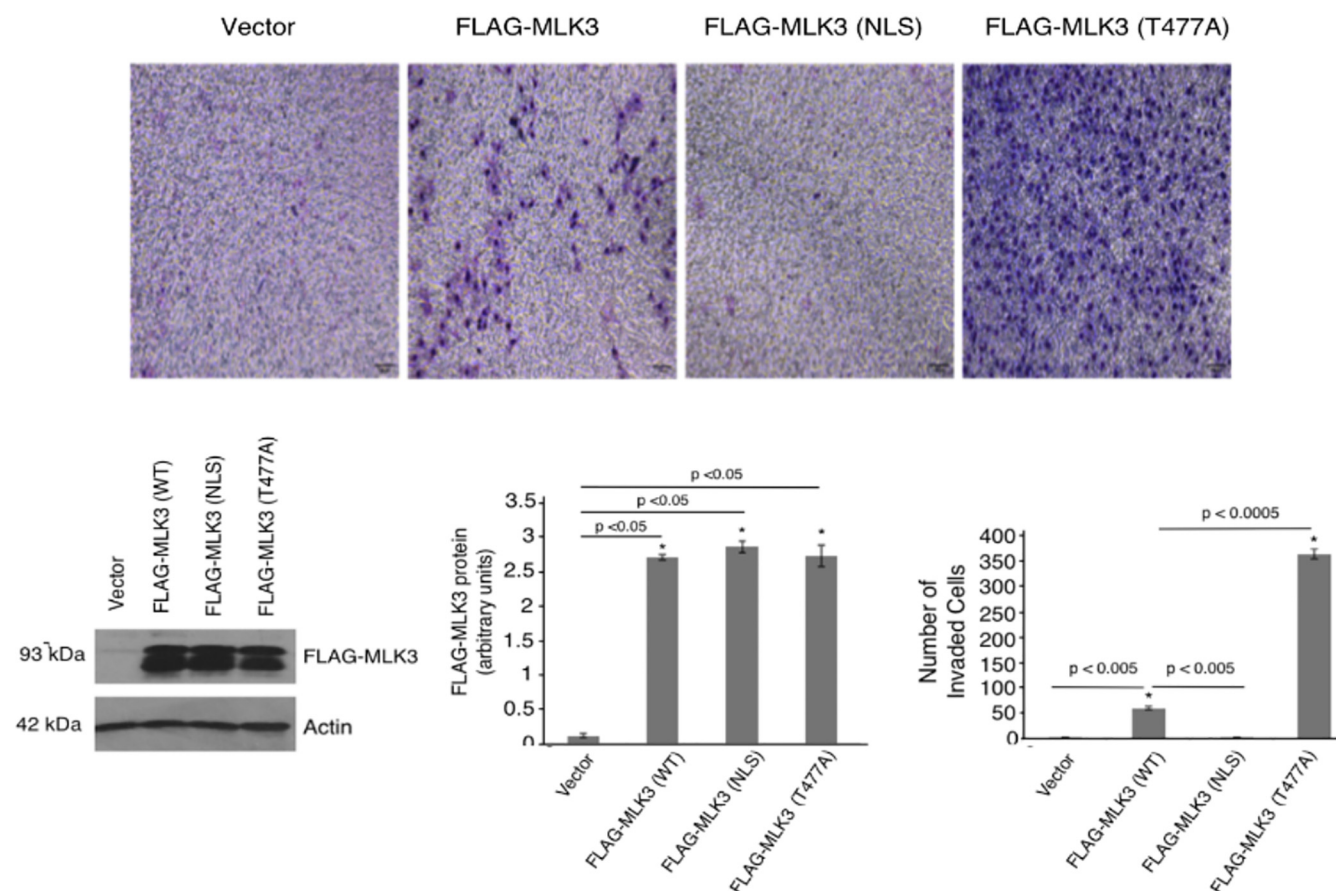 Vector
FLAG-MLK3
FLAG-MLK3 (NLS)
FLAG-MLK3 (T477A)
Vector
FLAG-MLK3 (WT)
FLAG-MLK3 (NLS)
FLAG-MLK3 (T477A)
93 kDa
FLAG-MLK3
42 kDa
Actin
FLAG-MLK3 protein
(arbitrary units)
p <0.05
p <0.05
p <0.05
3.5
3
2.5
2
1.5
1
0.5
0
*
*
*
Vector
FLAG-MLK3 (WT)
FLAG-MLK3 (NLS)
FLAG-MLK3 (T477A)
Number of
Invaded Cells
p < 0.0005
p < 0.005
p < 0.005
400
350
300
250
200
150
100
50
0
*
*
Vector
FLAG-MLK3 (WT)
FLAG-MLK3 (NLS)
FLAG-MLK3 (T477A)